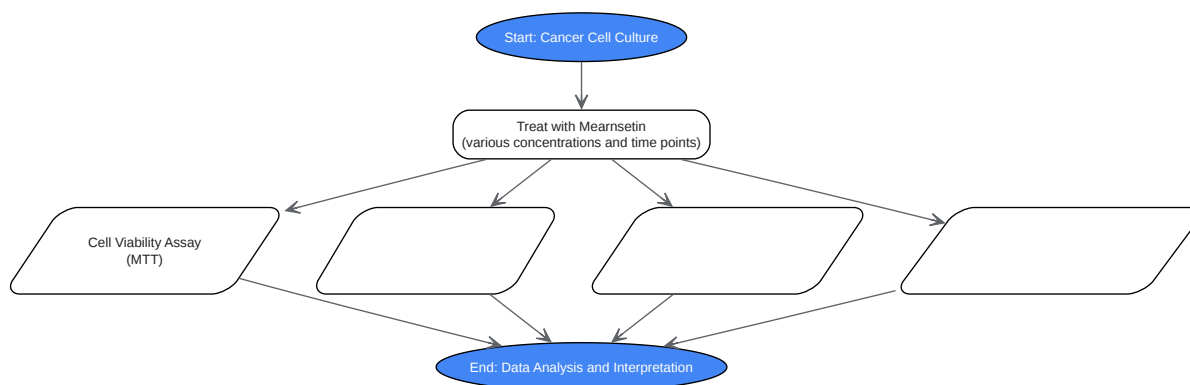 Start: Cancer Cell Culture
Treat with Mearnsetin
(various concentrations and time points)
Cell Viability Assay
(MTT)
End: Data Analysis and Interpretation